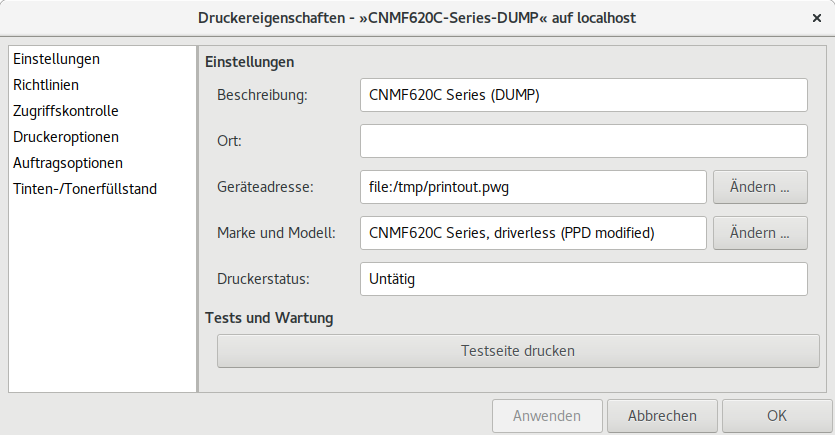 Druckereigenschaften - »CNMF620C-Series-DUMP« auf localhost
Einstellungen
Richtlinien
Zugriffskontrolle
Druckeroptionen
Auftragsoptionen
Tinten-/Tonerfüllstand
Einstellungen
Beschreibung: CNMF620C Series (DUMP)
Ort:
Geräteadresse: file:/tmp/printout.pwg Ändern ...
Marke und Modell: CNMF620C Series, driverless (PPD modified) Ändern ...
Druckerstatus: Untätig
Tests und Wartung
Testseite drucken
Anwenden Abbrechen OK